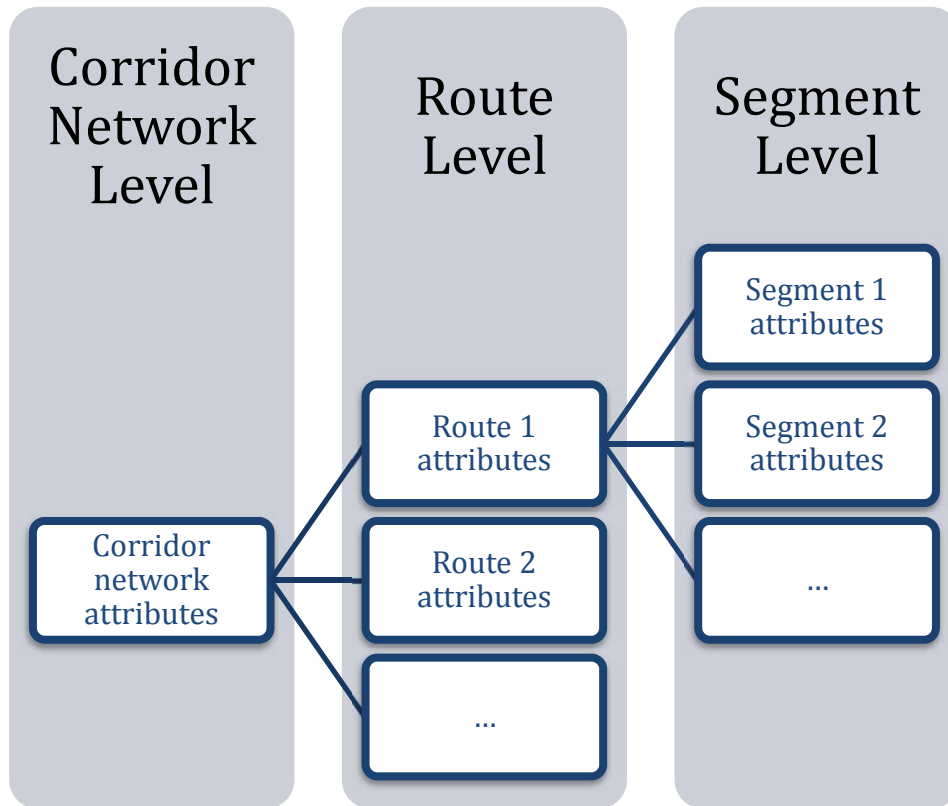 Corridor
Network
Level
Route
Level
Segment
Level
Segment 1
attributes
Route 1
attributes
Segment 2
attributes
Corridor
network
attributes
Route 2
attributes
...
...